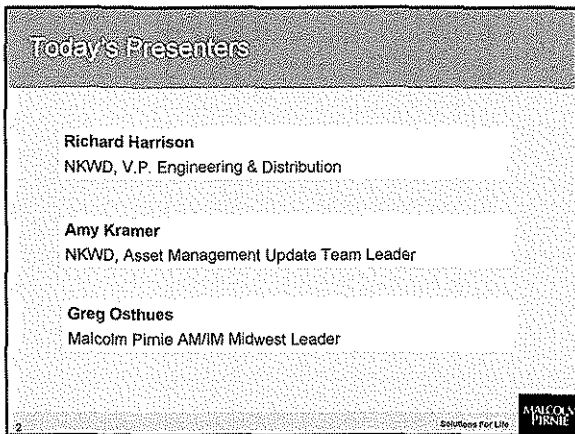 Today's Presenters
Richard Harrison
NKWD, V.P. Engineering & Distribution
Amy Kramer
NKWD, Asset Management Update Team Leader
Greg Osthues
Malcolm Pirnie AM/IM Midwest Leader
2
Solutions For Life
MALCOLM
PIRNIE